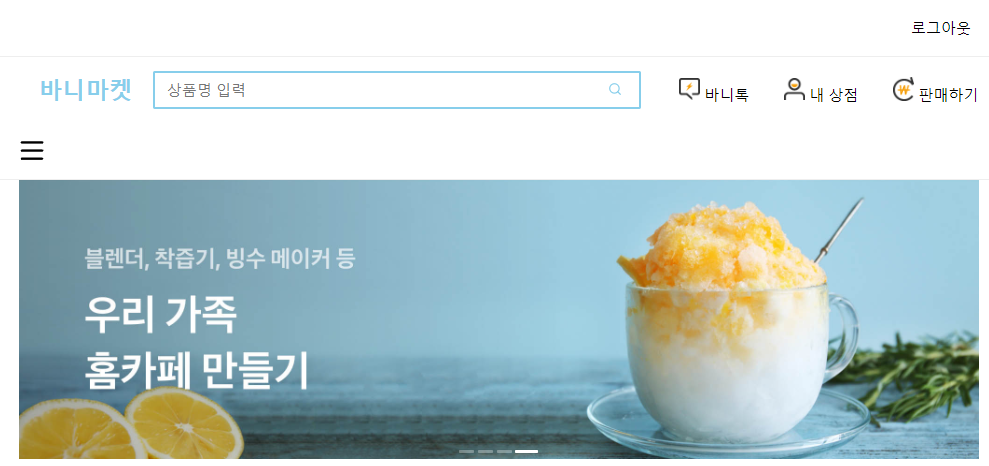 로그아웃
바니마켓
상품명 입력
바니톡
내 상점
판매하기
블렌더, 착즙기, 빙수 메이커 등
우리 가족
홈카페 만들기